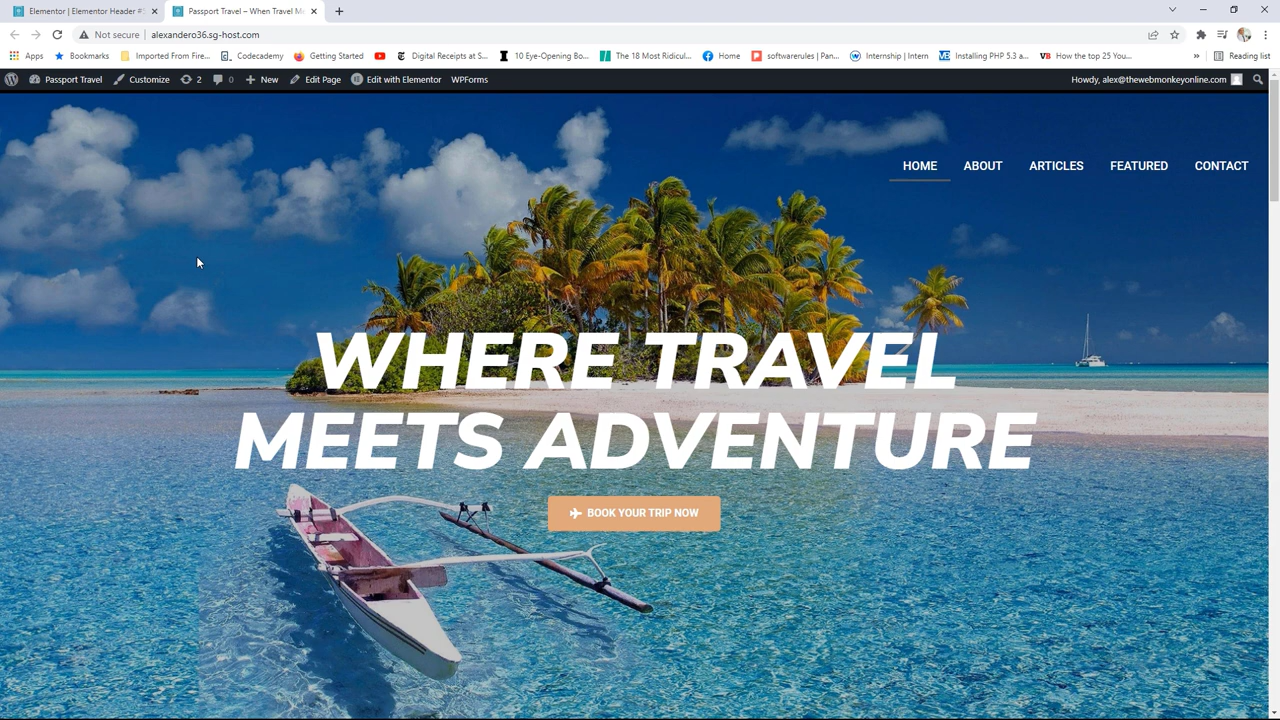 Elementor | Elementor Header #
Passport Travel – When Travel Me
Not secure | alexandero36.sg-host.com
Apps Bookmarks Imported From Fire... Codecademy Getting Started Digital Receipts at S... 10 Eye-Opening Bo... The 18 Most Ridicul... Home softwarerules | Pan... Internship | Intern Installing PHP 5.3 a... How the top 25 You... » Reading list
Passport Travel Customize 2 0 New Edit Page Edit with Elementor WPForms Howdy, alex@thewebmonkeyonline.com
HOME ABOUT ARTICLES FEATURED CONTACT
WHERE TRAVEL
MEETS ADVENTURE
BOOK YOUR TRIP NOW